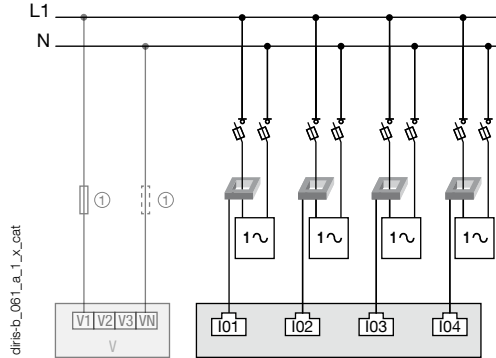 L1
N
① ①
1∿ 1∿ 1∿ 1∿
V1 V2 V3 VN
V
I01 I02 I03 I04
diris-b_061_a_1_x_cat